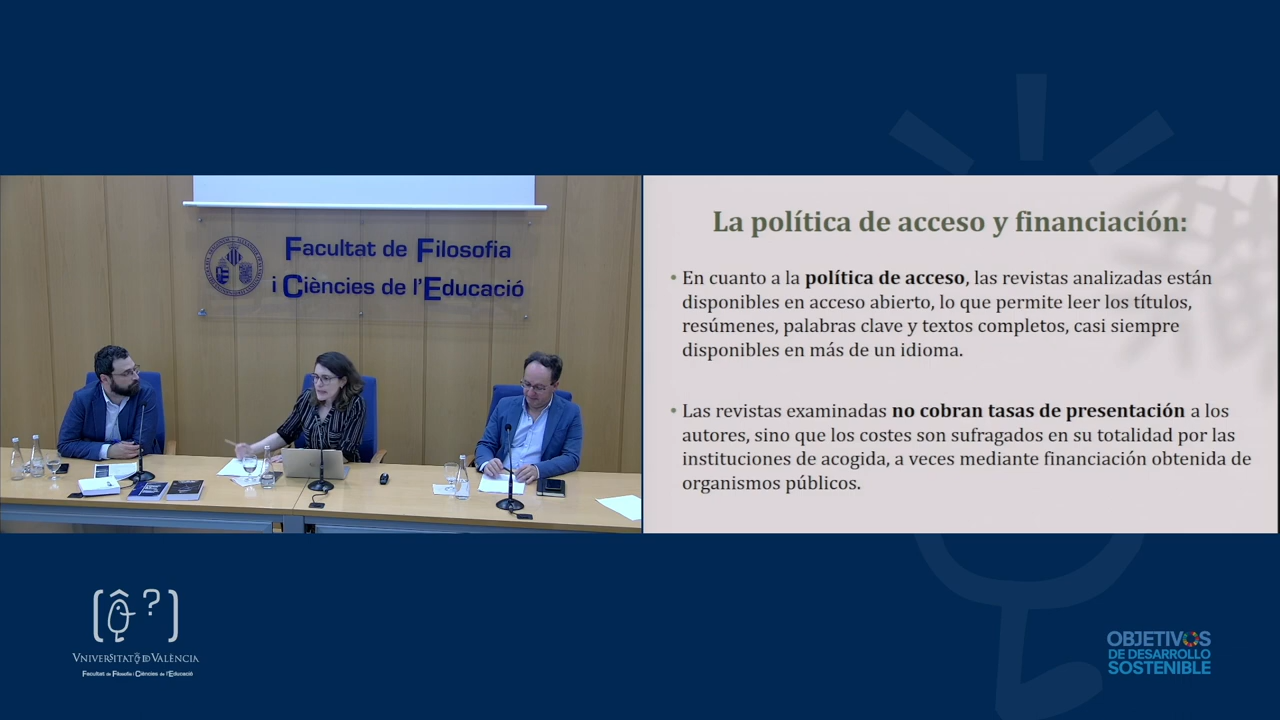 Facultat de Filosofia
i Ciències de l'Educació
La política de acceso y financiación:
• En cuanto a la política de acceso, las revistas analizadas están
disponibles en acceso abierto, lo que permite leer los títulos,
resúmenes, palabras clave y textos completos, casi siempre
disponibles en más de un idioma.
• Las revistas examinadas no cobran tasas de presentación a los
autores, sino que los costes son sufragados en su totalidad por las
instituciones de acogida, a veces mediante financiación obtenida de
organismos públicos.
VNIVERSITAT ID VALÈNCIA
Facultat de Filosofia i Ciències de l'Educació
OBJETIVOS
DE DESARROLLO
SOSTENIBLE